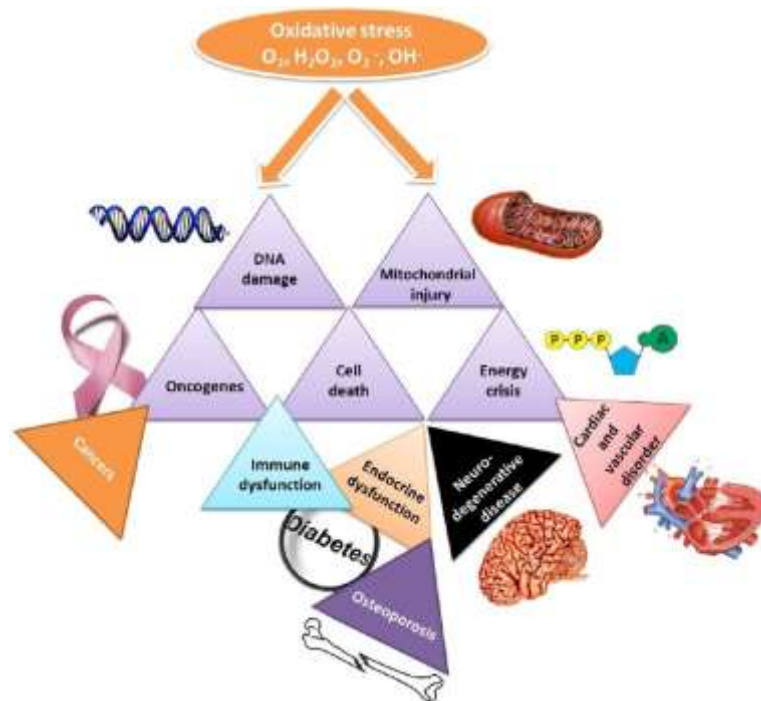 Oxidative stress
O₂, H₂O₂, O₂⁻, OH·
DNA
damage
Mitochondrial
injury
Oncogenes
Cell
death
Energy
crisis
P P P A
Cancers
Immune
dysfunction
Endocrine
dysfunction
Neuro-
degenerative
disease
Cardiac
and
vascular
disorder
Diabetes
Osteoporosis